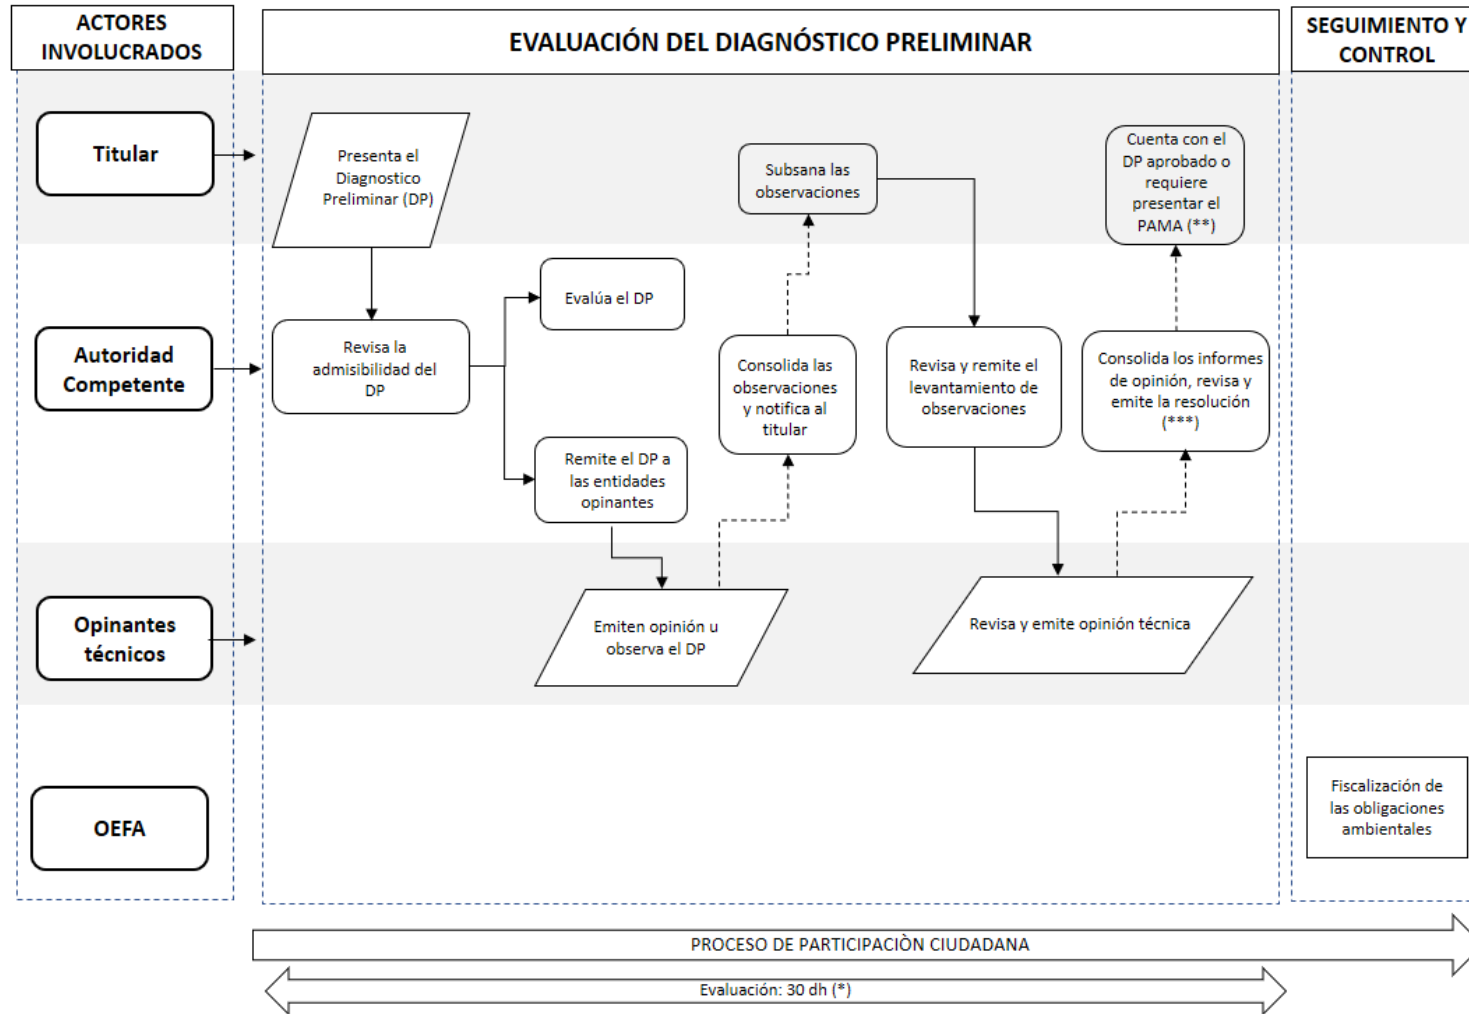 ACTORES
INVOLUCRADOS
EVALUACIÓN DEL DIAGNÓSTICO PRELIMINAR
SEGUIMIENTO Y
CONTROL
Titular
Presenta el
Diagnostico
Preliminar (DP)
Subsana las
observaciones
Cuenta con el
DP aprobado o
requiere
presentar el
PAMA (**)
Autoridad
Competente
Revisa la
admisibilidad del
DP
Evalúa el DP
Remite el DP a
las entidades
opinantes
Consolida las
observaciones
y notifica al
titular
Revisa y remite el
levantamiento de
observaciones
Consolida los informes
de opinión, revisa y
emite la resolución
(***)
Opinantes
técnicos
Emiten opinión u
observa el DP
Revisa y emite opinión técnica
OEFA
Fiscalización de
las obligaciones
ambientales
PROCESO DE PARTICIPACIÒN CIUDADANA
Evaluación: 30 dh (*)